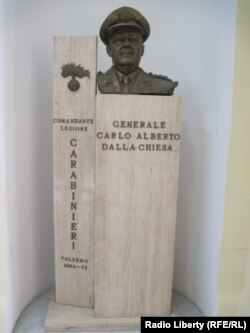 COMANDANTE
LEGIONE
CARABINIERI
PALERMO
1966-73
GENERALE
CARLO ALBERTO
DALLA CHIESA
Radio Liberty (RFE/RL)